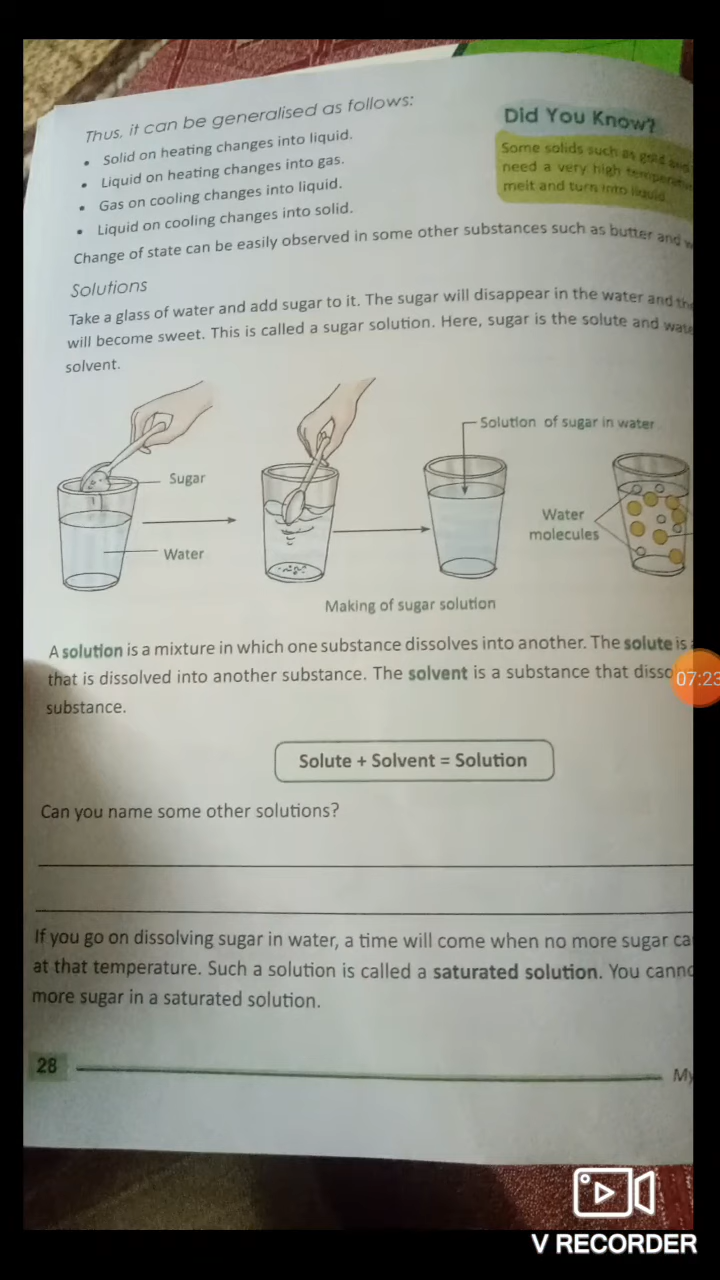 Thus, it can be generalised as follows:
• Solid on heating changes into liquid.
• Liquid on heating changes into gas.
• Gas on cooling changes into liquid.
• Liquid on cooling changes into solid.
Did You Know?
Some solids such as gold and
need a very high
melt and turn into liquid.
Change of state can be easily observed in some other substances such as butter and
Solutions
Take a glass of water and add sugar to it. The sugar will disappear in the water and
will become sweet. This is called a sugar solution. Here, sugar is the solute and
solvent.
Sugar
Water
Solution of sugar in water
Water
molecules
Making of sugar solution
A solution is a mixture in which one substance dissolves into another. The solute is
that is dissolved into another substance. The solvent is a substance that
substance.
Solute + Solvent = Solution
Can you name some other solutions?
If you go on dissolving sugar in water, a time will come when no more sugar
at that temperature. Such a solution is called a saturated solution. You
more sugar in a saturated solution.
28
07:23
V RECORDER